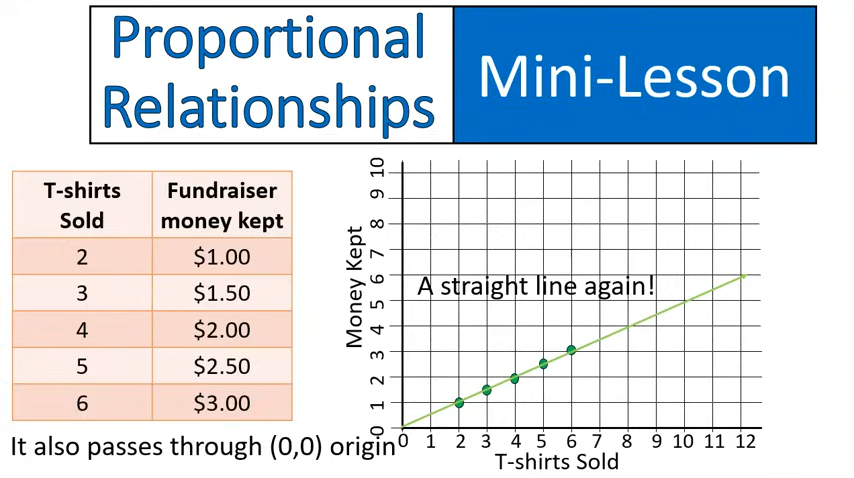 Proportional
Relationships
Mini-Lesson
T-shirts
Sold
Fundraiser
money kept
2 $1.00
3 $1.50
4 $2.00
5 $2.50
6 $3.00
It also passes through (0,0) origin
Money Kept
10
9
8
7
6
5
4
3
2
1
0
A straight line again!
0 1 2 3 4 5 6 7 8 9 10 11 12
T-shirts Sold